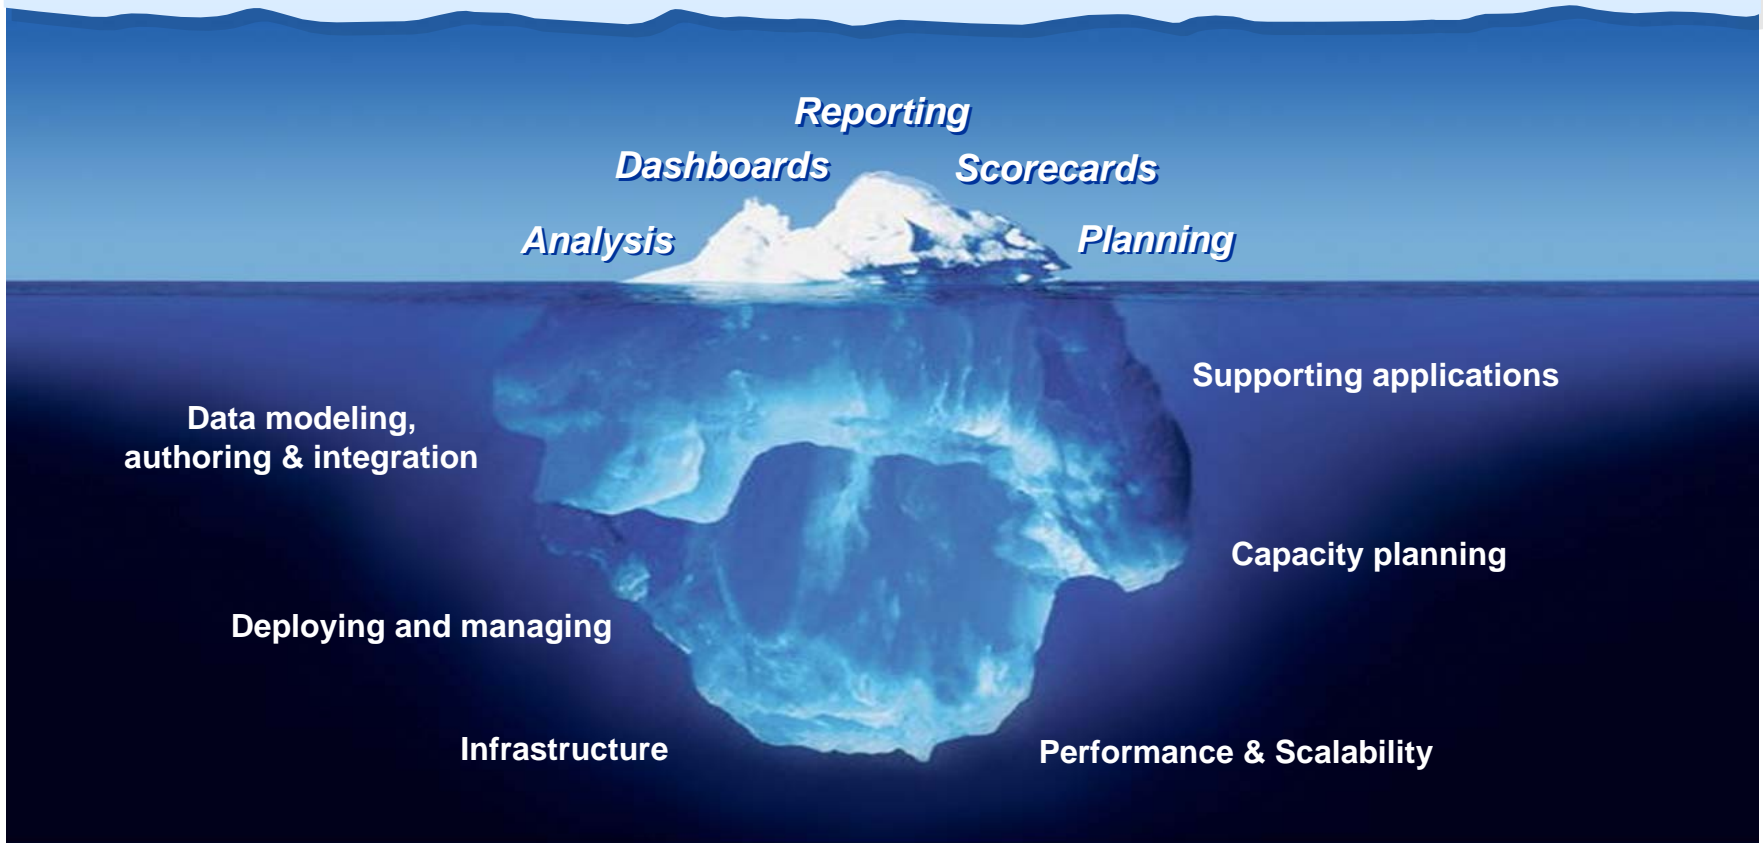 Reporting
Dashboards
Scorecards
Analysis
Planning
Supporting applications
Data modeling,
authoring & integration
Capacity planning
Deploying and managing
Infrastructure
Performance & Scalability